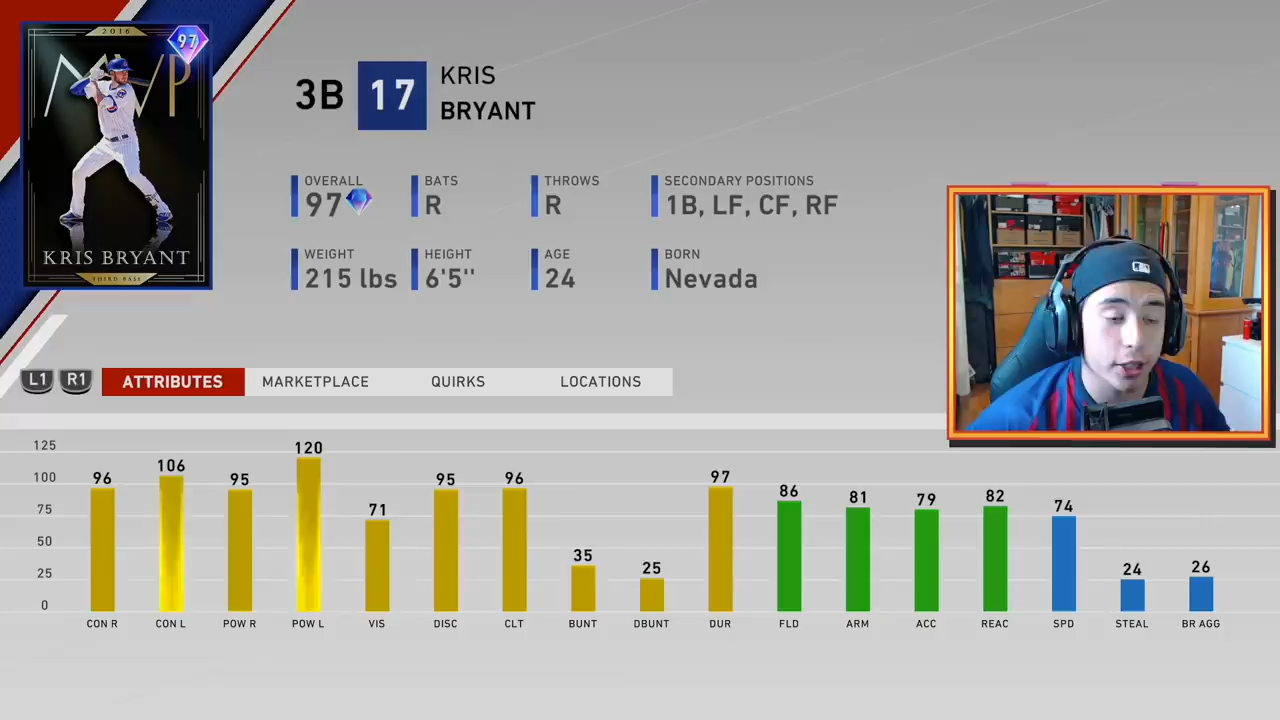 2016
97
MVP
KRIS BRYANT
THIRD BASE
3B 17 KRIS
BRYANT
OVERALL BATS THROWS SECONDARY POSITIONS
97 R R 1B, LF, CF, RF
WEIGHT HEIGHT AGE BORN
215 lbs 6'5" 24 Nevada
L1 R1 ATTRIBUTES MARKETPLACE QUIRKS LOCATIONS
125
100
75
50
25
0
96 106 95 120 71 95 96 35 25 97 86 81 79 82 74 24 26
CON R CON L POW R POW L VIS DISC CLT BUNT DBUNT DUR FLD ARM ACC REAC SPD STEAL BR AGG